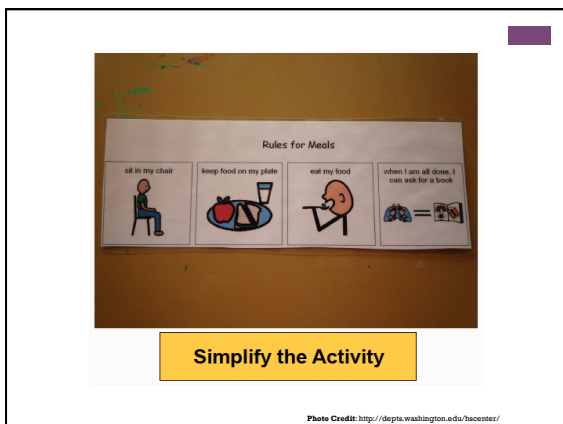 Rules for Meals
sit in my chair
keep food on my plate
eat my food
when I am all done, I
can ask for a book
Simplify the Activity
Photo Credit: http://depts.washington.edu/hscenter/